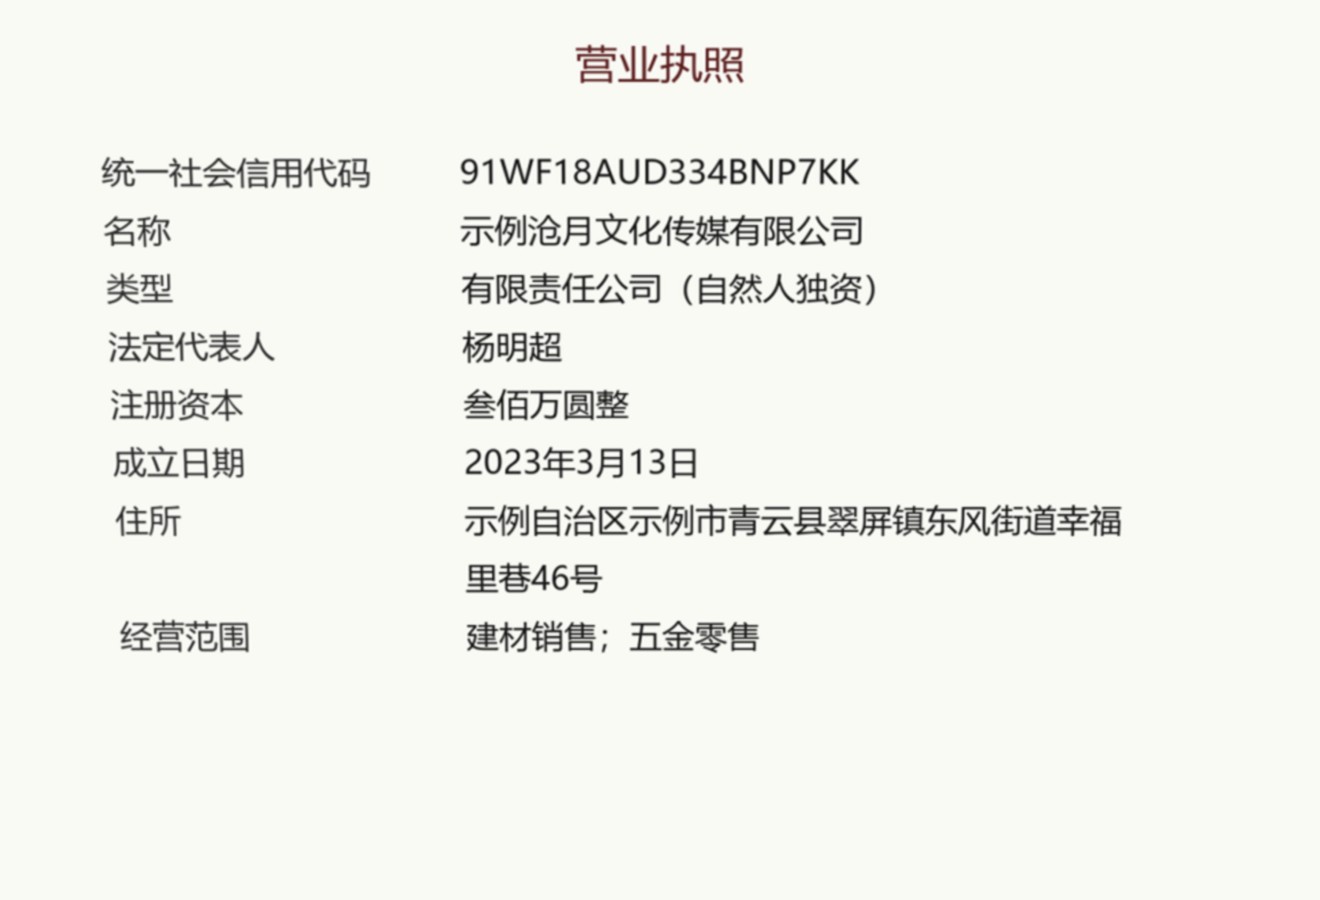 营业执照
统一社会信用代码 91WF18AUD334BNP7KK
名称 示例沧月文化传媒有限公司
类型 有限责任公司（自然人独资）
法定代表人 杨明超
注册资本 叁佰万圆整
成立日期 2023年3月13日
住所 示例自治区示例市青云县翠屏镇东风街道幸福
里巷46号
经营范围 建材销售；五金零售